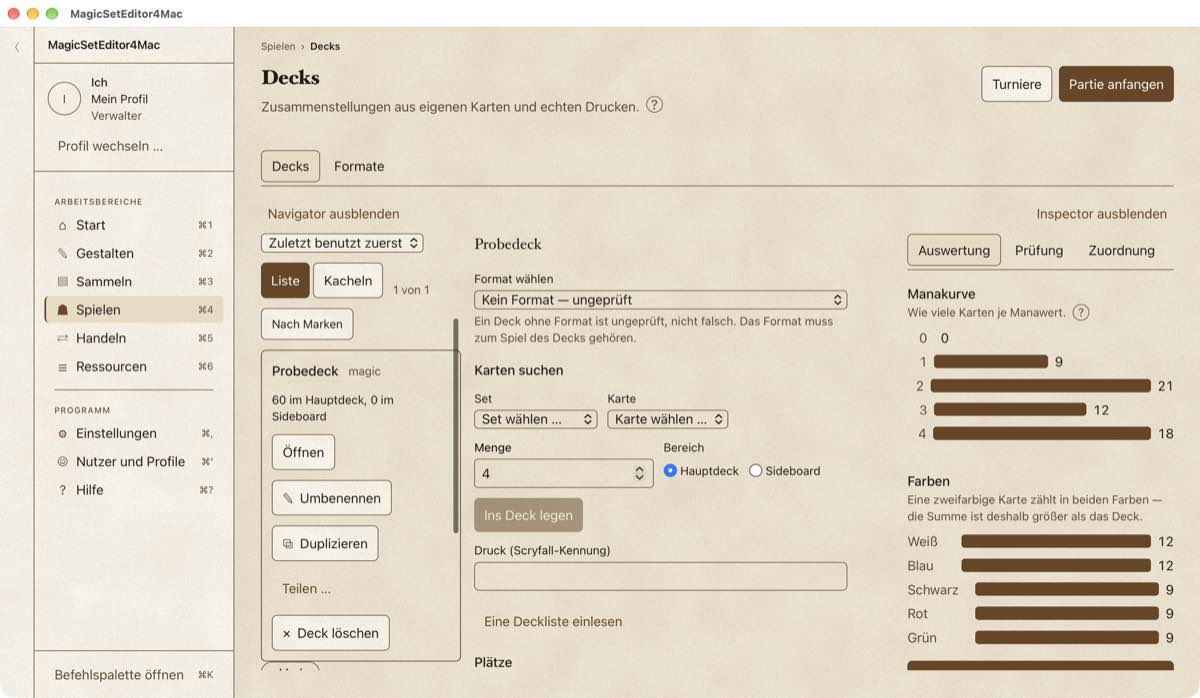 MagicSetEditor4Mac
MagicSetEditor4Mac
I
Ich
Mein Profil
Verwalter
Profil wechseln ...
ARBEITSBEREICHE
Start ⌘1
Gestalten ⌘2
Sammeln ⌘3
Spielen ⌘4
Handeln ⌘5
Ressourcen ⌘6
PROGRAMM
Einstellungen ⌘,
Nutzer und Profile ⌘'
? Hilfe ⌘?
Befehlspalette öffnen ⌘K
Spielen › Decks
Decks
Zusammenstellungen aus eigenen Karten und echten Drucken. ?
Turniere
Partie anfangen
Decks
Formate
Navigator ausblenden
Inspector ausblenden
Zuletzt benutzt zuerst
Liste
Kacheln
1 von 1
Nach Marken
Probedeck magic
60 im Hauptdeck, 0 im
Sideboard
Öffnen
Umbenennen
Duplizieren
Teilen ...
× Deck löschen
Probedeck
Format wählen
Kein Format — ungeprüft
Ein Deck ohne Format ist ungeprüft, nicht falsch. Das Format muss
zum Spiel des Decks gehören.
Karten suchen
Set
Karte
Set wählen ...
Karte wählen ...
Menge
Bereich
4
Hauptdeck
Sideboard
Ins Deck legen
Druck (Scryfall-Kennung)
Eine Deckliste einlesen
Plätze
Auswertung
Prüfung
Zuordnung
Manakurve
Wie viele Karten je Manawert. ?
0 0
1 9
2 21
3 12
4 18
Farben
Eine zweifarbige Karte zählt in beiden Farben —
die Summe ist deshalb größer als das Deck.
Weiß 12
Blau 12
Schwarz 9
Rot 9
Grün 9